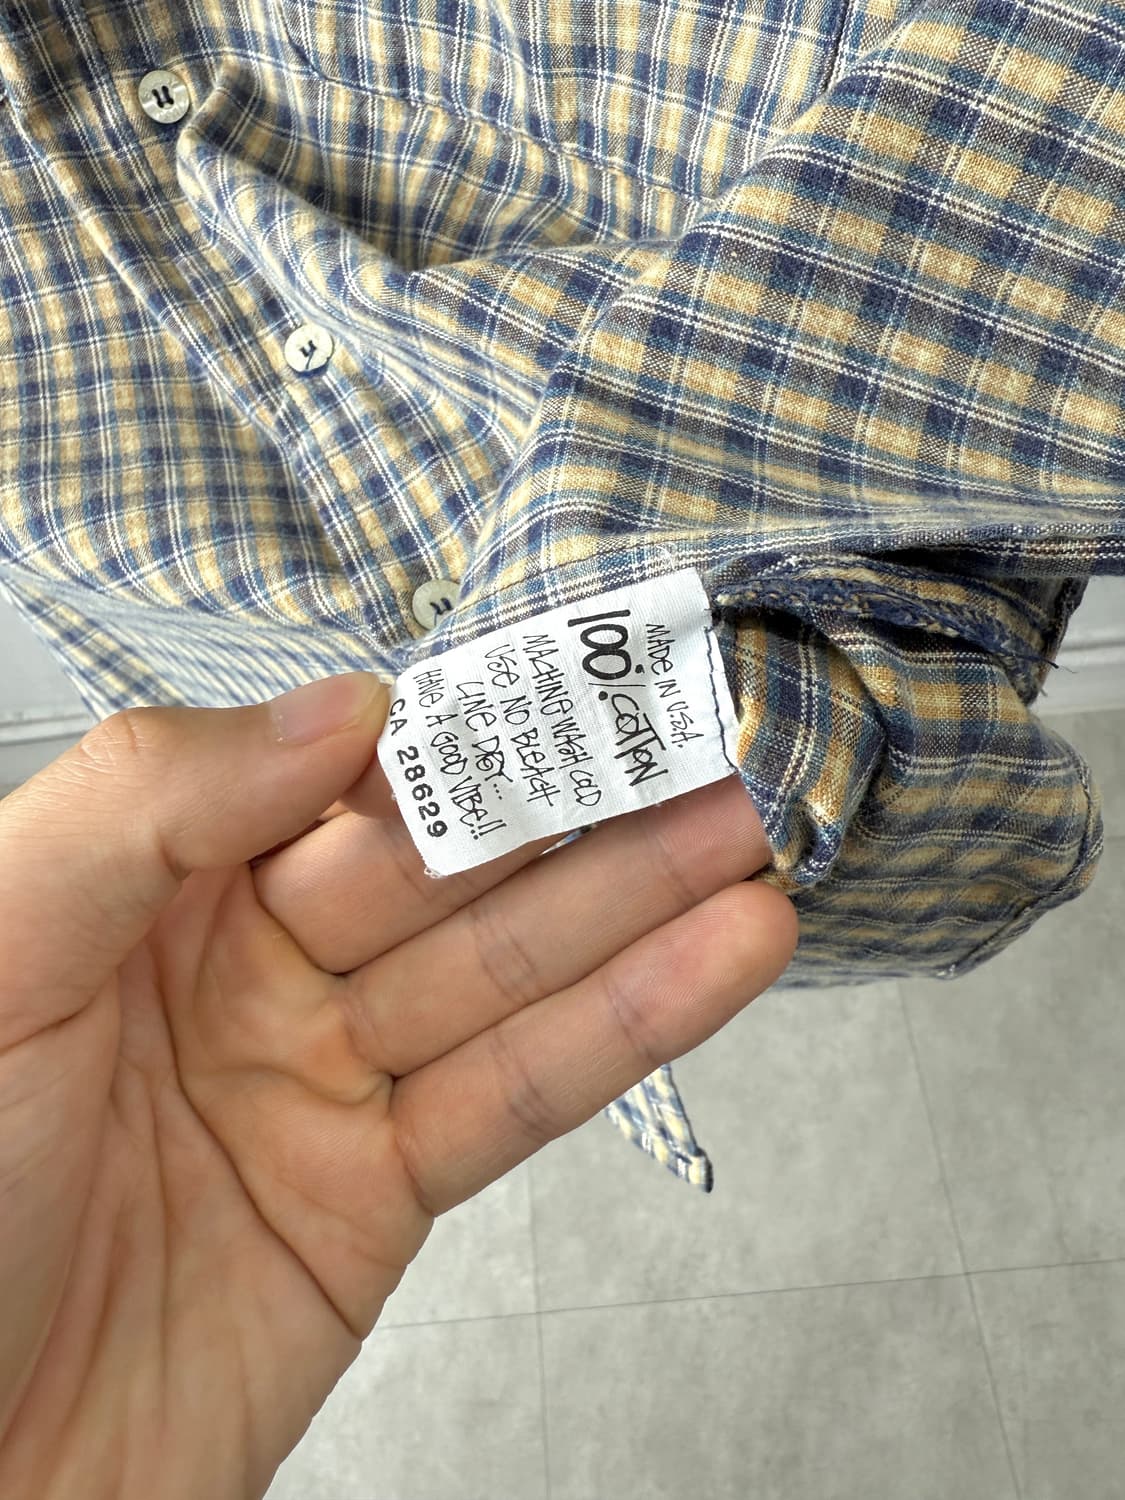 MADE IN U.S.A.
100% COTTON
MACHINE WASH COLD
USE NO BLEACH
LINE DRY...
HAVE A GOOD VIBE!!
CA 28629